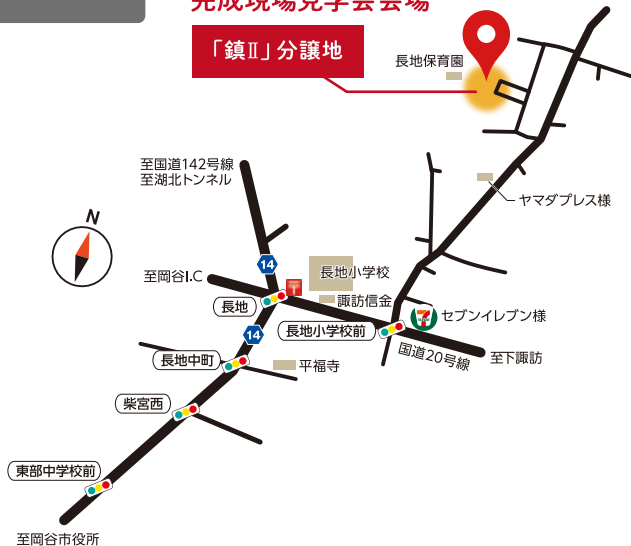 完成現場見学会会場
「鎮Ⅱ」分譲地
長地保育園
至国道142号線
至湖北トンネル
ヤマダプレス様
N
14
至岡谷I.C
長地小学校
長地
諏訪信金
長地小学校前
7
セブンイレブン様
14
国道20号線
至下諏訪
長地中町
平福寺
柴宮西
東部中学校前
至岡谷市役所